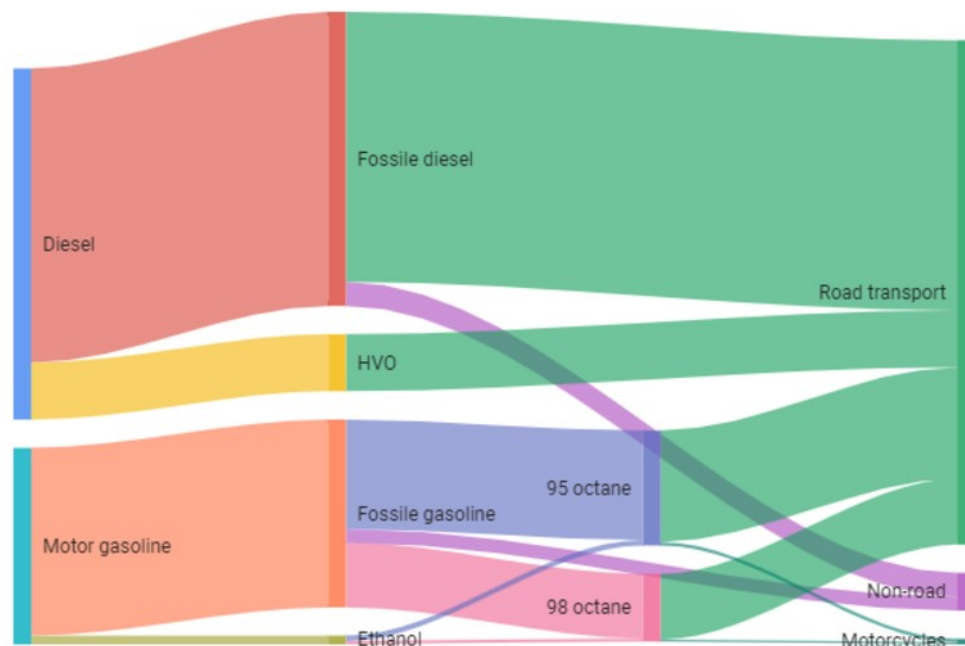 Fossile diesel
Diesel
Road transport
HVO
95 octane
Fossile gasoline
Motor gasoline
Non-road
98 octane
Ethanol
Motorcycles